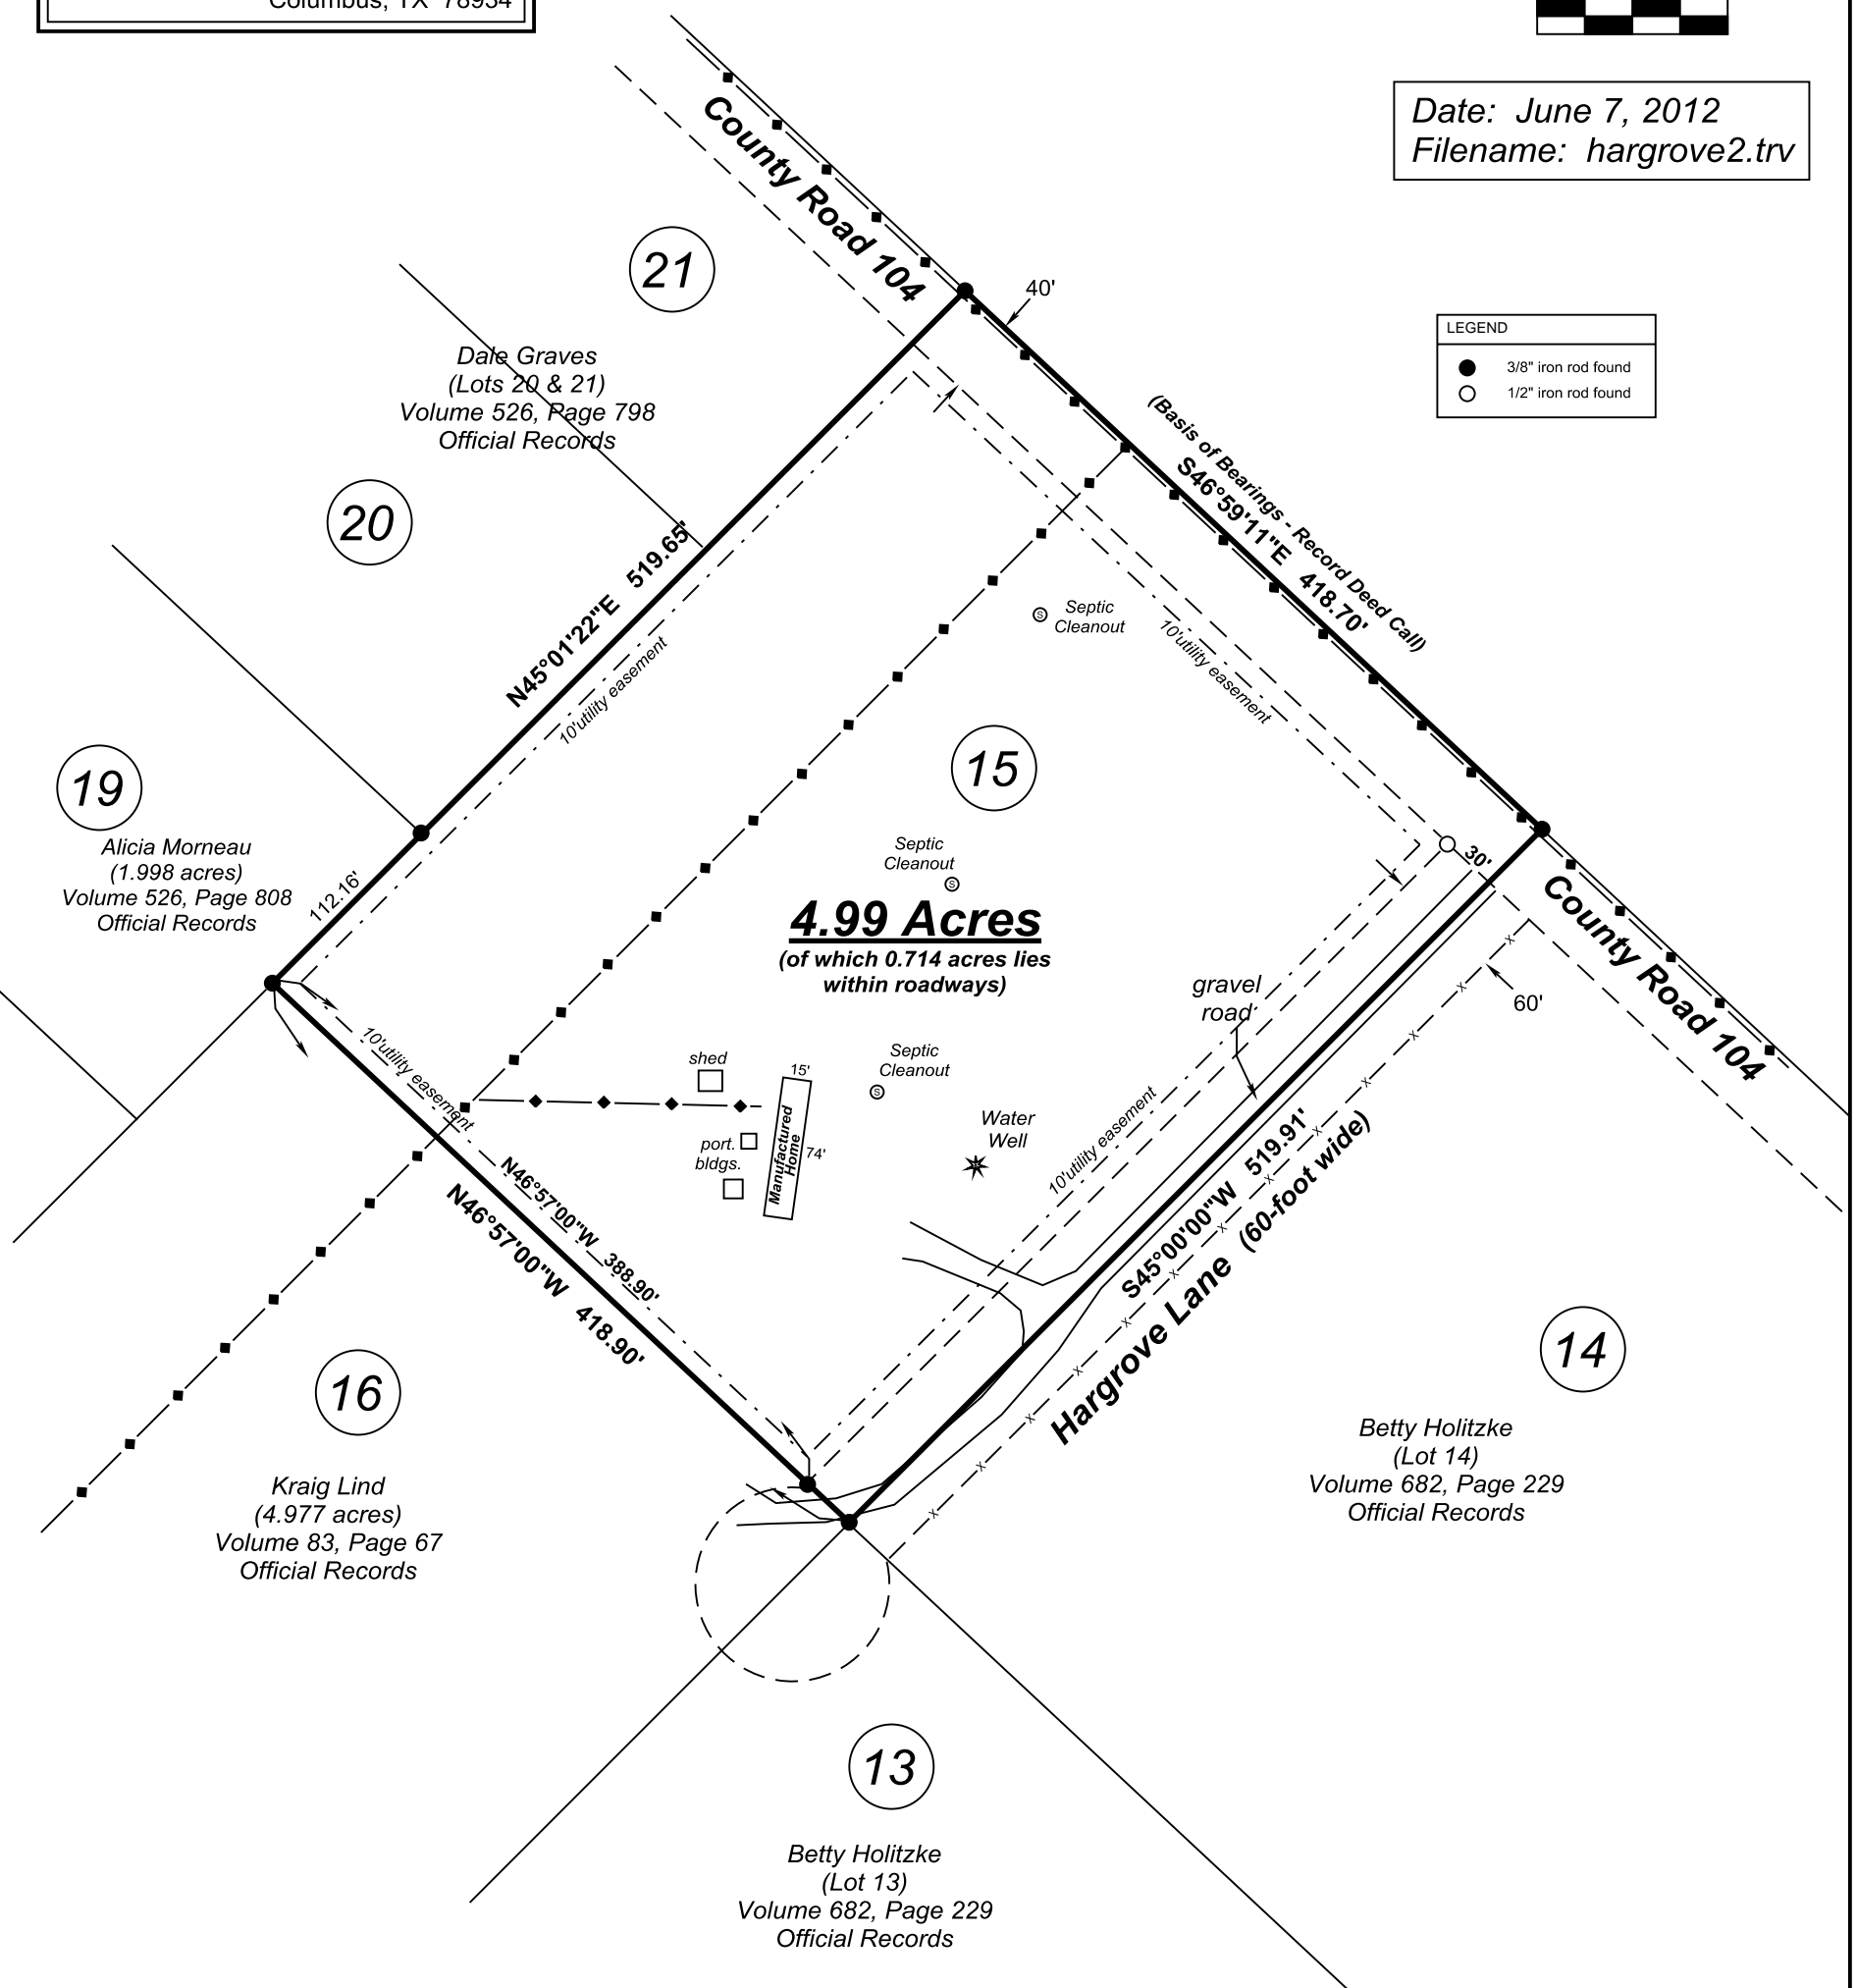 Columbus, TX 78934
Date: June 7, 2012
Filename: hargrove2.trv
County Road 104
40'
21
LEGEND
3/8" iron rod found
1/2" iron rod found
Dale Graves
(Lots 20 & 21)
Volume 526, Page 798
Official Records
20
(Basis of Bearings - Record Deed Call)
S46°59'11"E 418.70'
N45°01'22"E 519.65'
10'utility easement
S
Septic
Cleanout
10'utility easement
19
Alicia Morneau
(1.998 acres)
Volume 526, Page 808
Official Records
112.16'
15
Septic
Cleanout
S
30'
County Road 104
4.99 Acres
(of which 0.714 acres lies
within roadways)
gravel
road
60'
10'utility easement
shed
15'
Septic
Cleanout
S
Manufactured
Home
74'
port.
bldgs.
Water
Well
10'utility easement
N46°57'00"W 388.90'
N46°57'00"W 418.90'
S45°00'00"W 519.91'
Hargrove Lane (60-foot wide)
14
Betty Holitzke
(Lot 14)
Volume 682, Page 229
Official Records
16
Kraig Lind
(4.977 acres)
Volume 83, Page 67
Official Records
13
Betty Holitzke
(Lot 13)
Volume 682, Page 229
Official Records